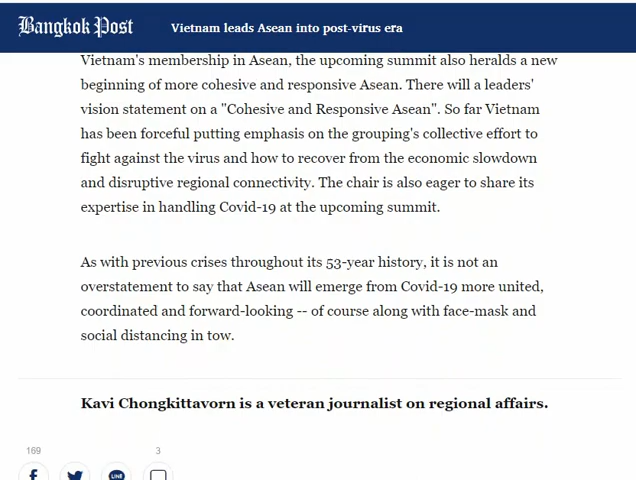 Bangkok Post
Vietnam leads Asean into post-virus era
Vietnam's membership in Asean, the upcoming summit also heralds a new
beginning of more cohesive and responsive Asean. There will a leaders'
vision statement on a "Cohesive and Responsive Asean". So far Vietnam
has been forceful putting emphasis on the grouping's collective effort to
fight against the virus and how to recover from the economic slowdown
and disruptive regional connectivity. The chair is also eager to share its
expertise in handling Covid-19 at the upcoming summit.
As with previous crises throughout its 53-year history, it is not an
overstatement to say that Asean will emerge from Covid-19 more united,
coordinated and forward-looking -- of course along with face-mask and
social distancing in tow.
Kavi Chongkittavorn is a veteran journalist on regional affairs.
169
3
LINE